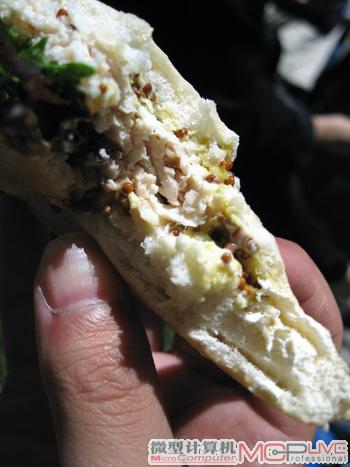 微型计算机
MicroComputer
MCPLive
Professional